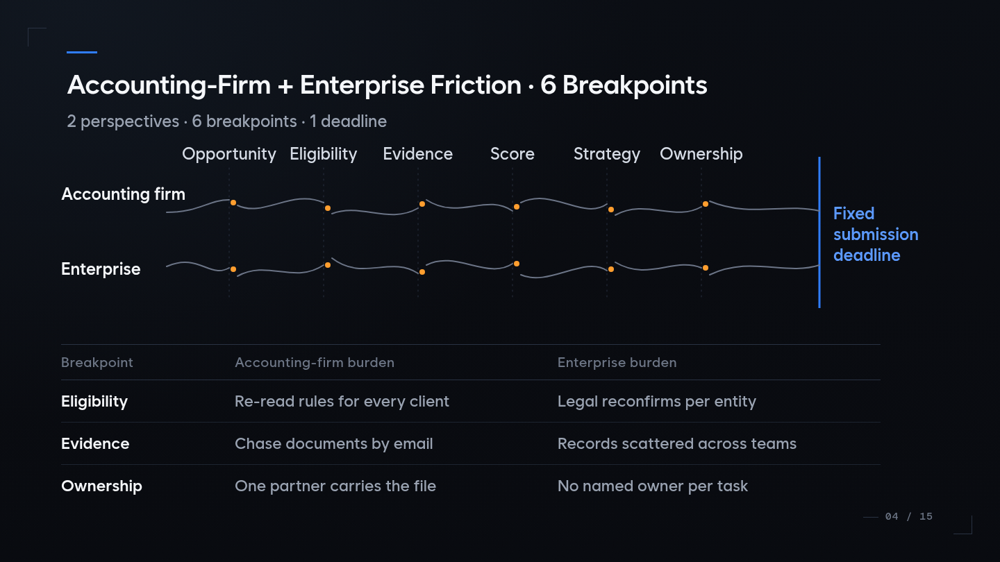 Accounting-Firm + Enterprise Friction · 6 Breakpoints
2 perspectives · 6 breakpoints · 1 deadline
Opportunity Eligibility Evidence Score Strategy Ownership
Accounting firm
Enterprise
Fixed
submission
deadline
Breakpoint Accounting-firm burden Enterprise burden
Eligibility Re-read rules for every client Legal reconfirms per entity
Evidence Chase documents by email Records scattered across teams
Ownership One partner carries the file No named owner per task
04 / 15